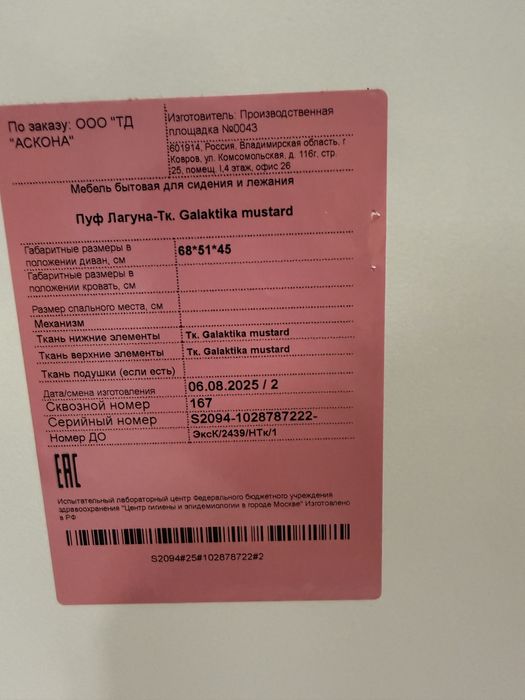 По заказу: ООО "ТД
"АСКОНА"
Изготовитель: Производственная
площадка №0043
601914, Россия, Владимирская область, г
Ковров, ул. Комсомольская, д. 116г, стр.
25, помещ. I,4 этаж, офис 26
Мебель бытовая для сидения и лежания
Пуф Лагуна-Тк. Galaktika mustard
Габаритные размеры в
положении диван, см
68*51*45
Габаритные размеры в
положении кровать, см
Размер спального места, см
Механизм
Ткань нижние элементы
Тк. Galaktika mustard
Ткань верхние элементы
Тк. Galaktika mustard
Ткань подушки (если есть)
Дата/смена изготовления
06.08.2025 / 2
Сквозной номер
167
Серийный номер
S2094-1028787222-
Номер ДО
ЭксК/2439/НТк/1
ЕАС
Испытательный лабораторный центр Федерального бюджетного учреждения
здравоохранения "Центр гигиены и эпидемиологии в городе Москве" Изготовлено
в РФ
S2094#25#102878722#2